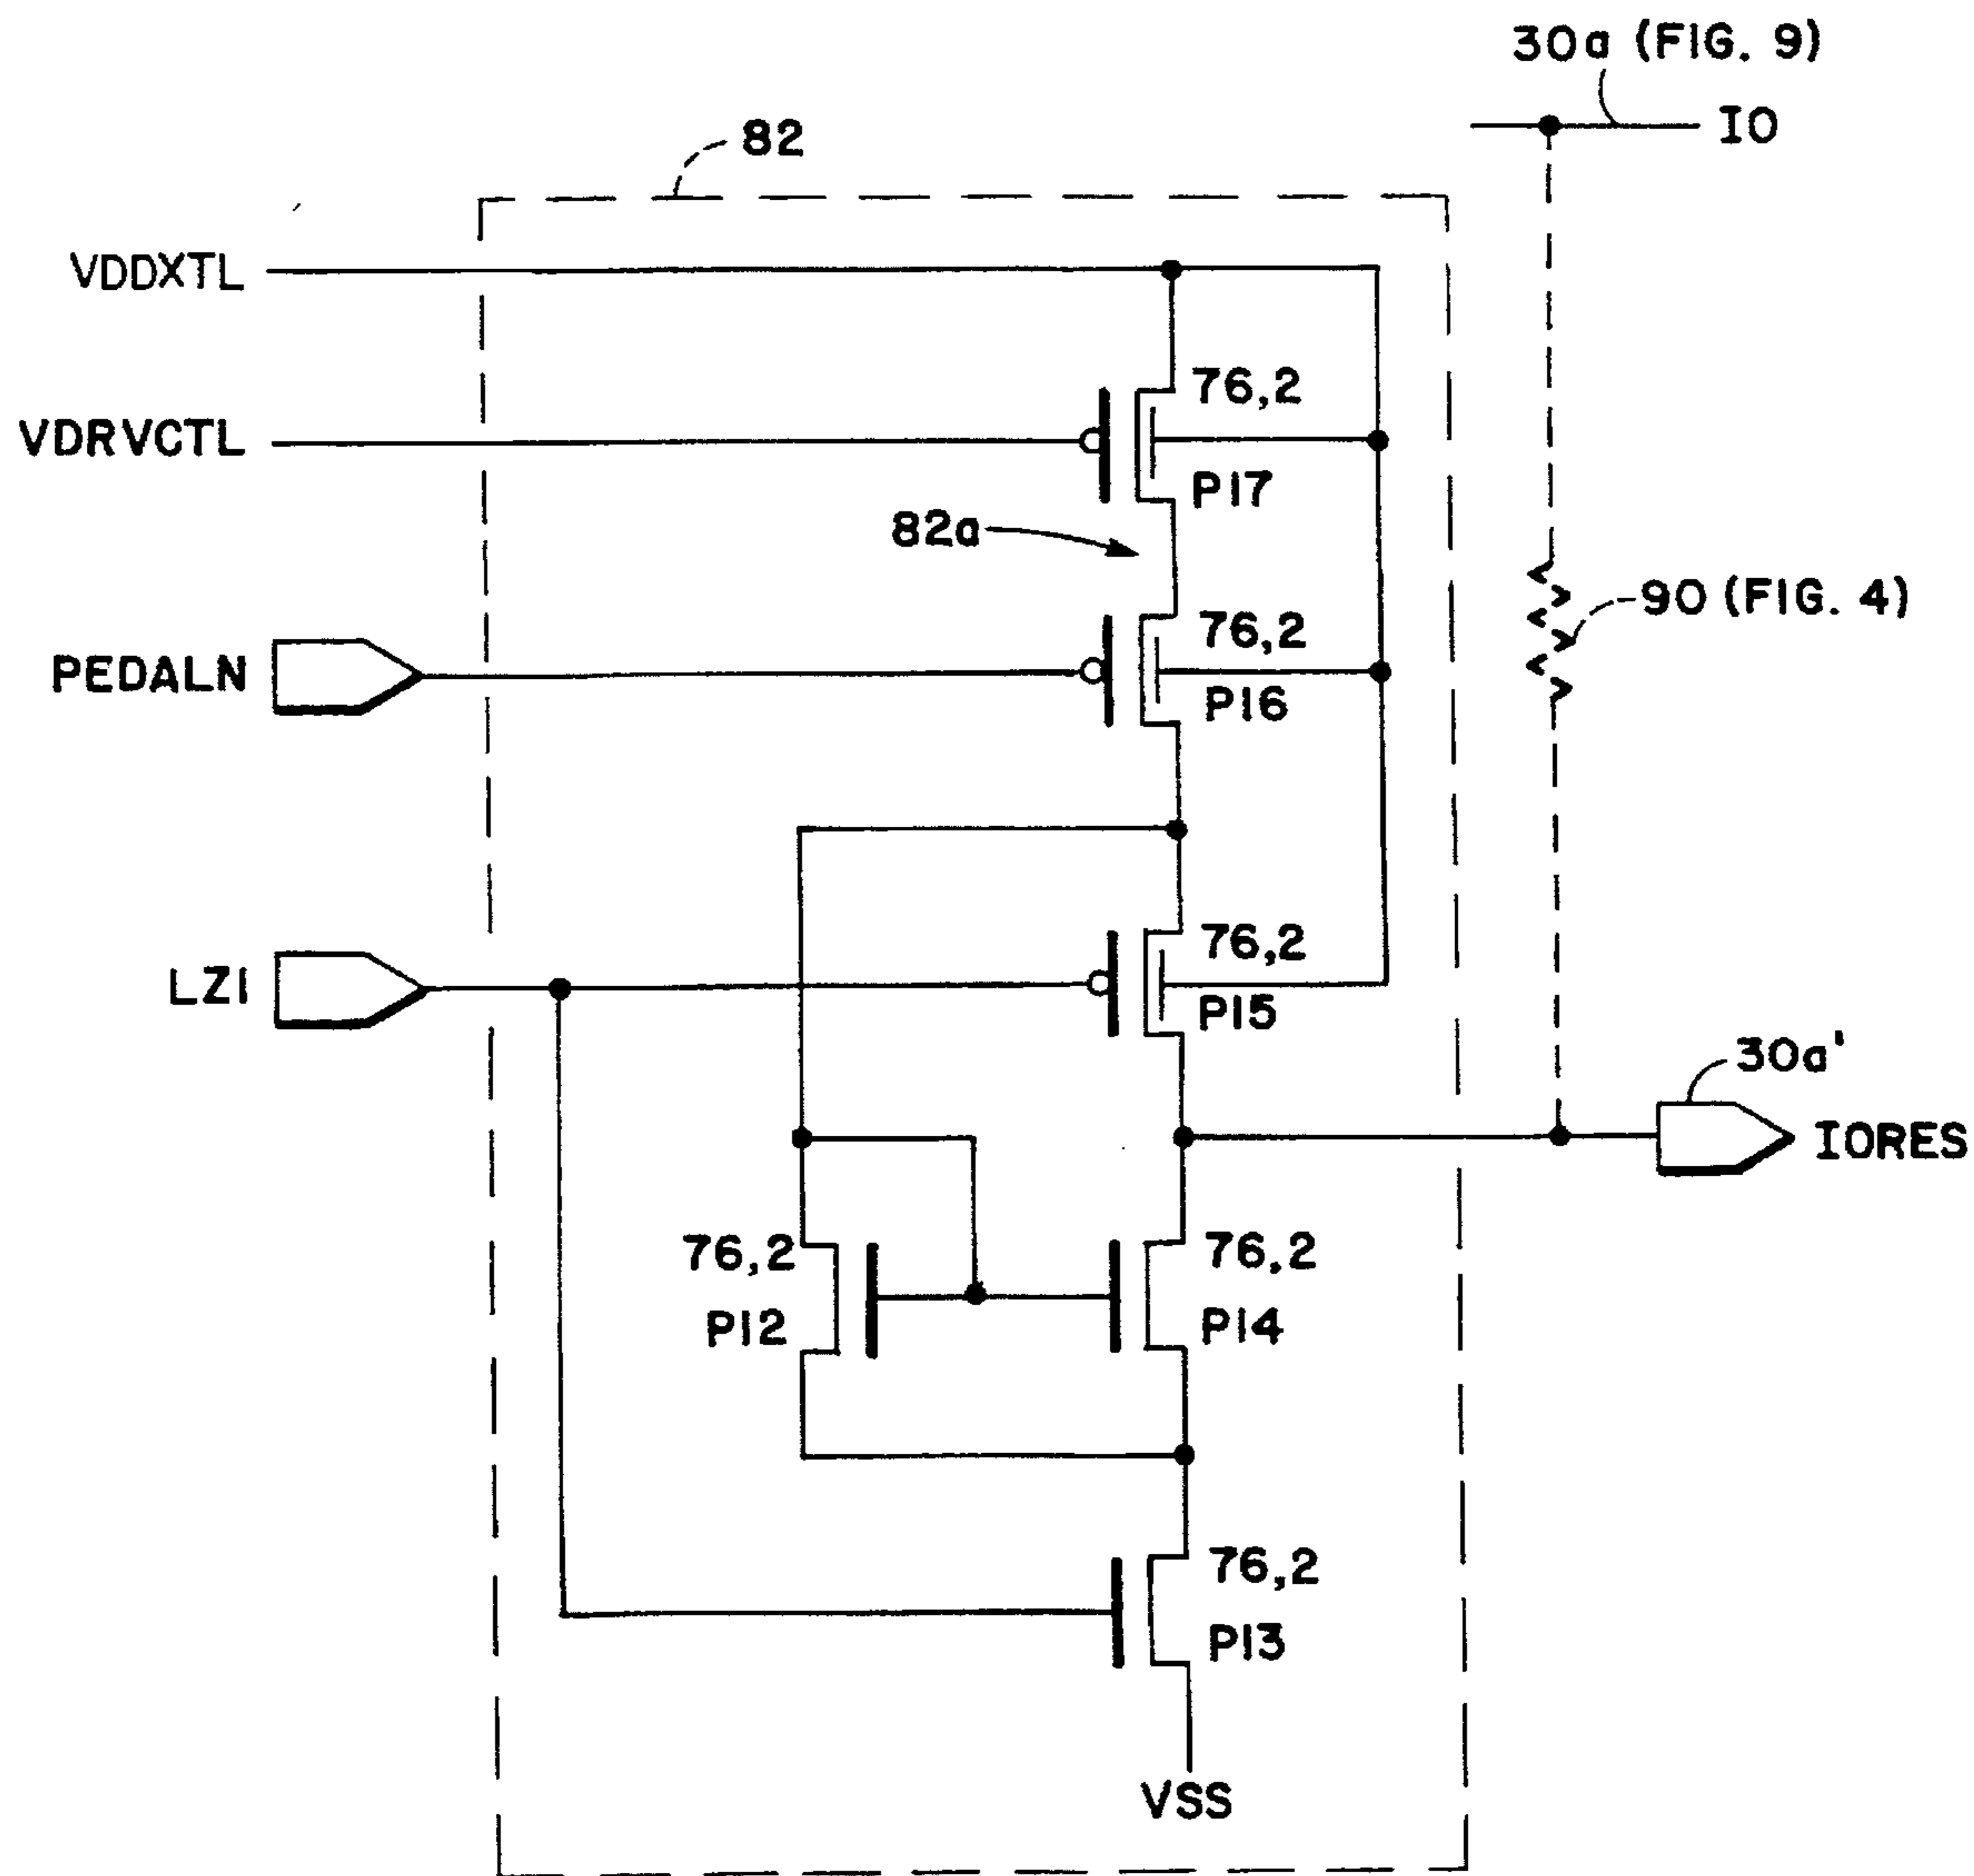 30a (FIG. 9)
IO
82
VDDXTL
76,2
VDRVCTL
P17
82a
76,2
90 (FIG. 4)
PEDALN
P16
76,2
LZI
P15
30a'
IORES
76,2
76,2
P12
P14
76,2
P13
VSS